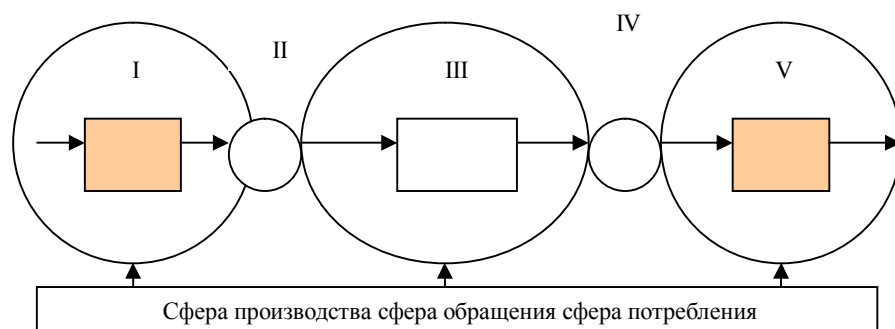 IV
II
I
III
V
Сфера производства сфера обращения сфера потребления